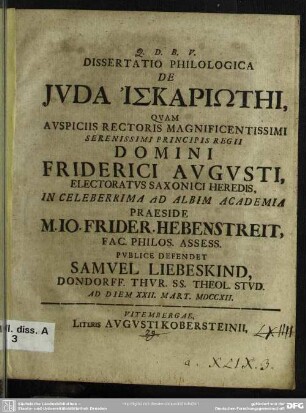 Q. D. B. V.
DISSERTATIO PHILOLOGICA
DE
JVDA ἸΣΚΑΡΙΩΤΗΙ,
QVAM
AVSPICIIS RECTORIS MAGNIFICENTISSIMI
SERENISSIMI PRINCIPIS REGII
DOMINI
FRIDERICI AVGVSTI,
ELECTORATVS SAXONICI HEREDIS,
IN CELEBERRIMA AD ALBIM ACADEMIA
PRAESIDE
M. IO. FRIDER. HEBENSTREIT,
FAC. PHILOS. ASSESS.
PVBLICE DEFENDET
SAMVEL LIEBESKIND,
DONDORFF. THVR. SS. THEOL. STVD.
AD DIEM XXII. MART. MDCCXII.
VITEMBERGAE,
LITERIS AVGVSTI KOBERSTEINII,
l. diss. A
3